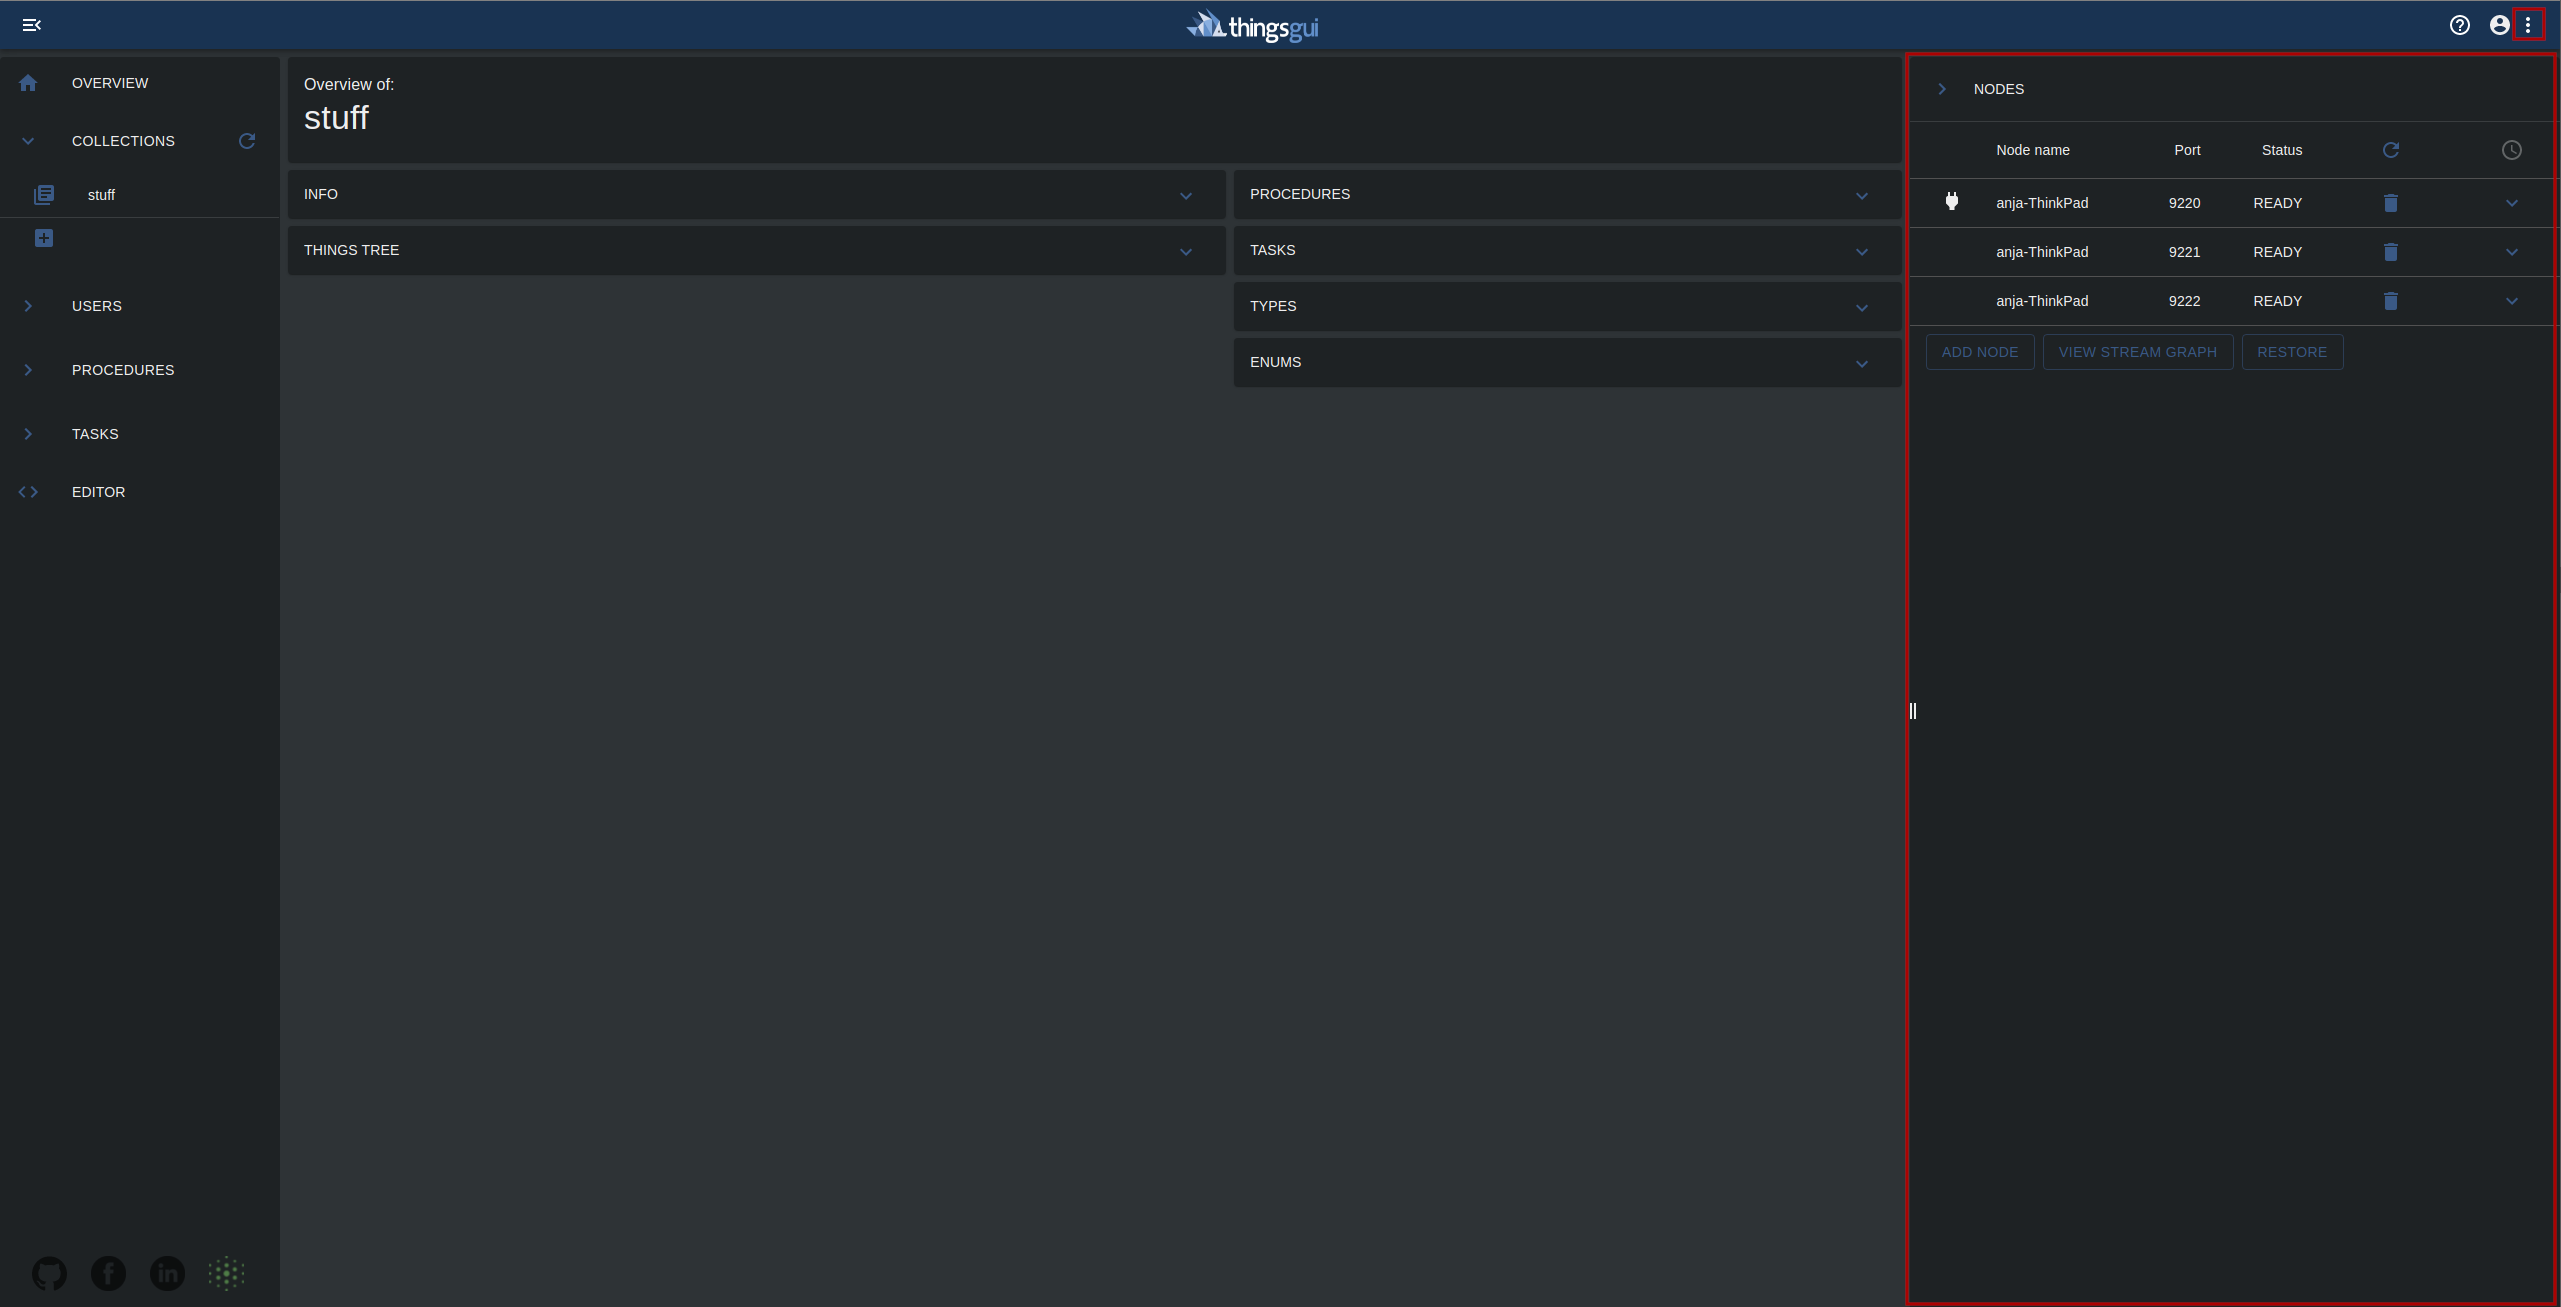 thingsgui
OVERVIEW
COLLECTIONS
stuff
USERS
PROCEDURES
TASKS
EDITOR
Overview of:
stuff
INFO
THINGS TREE
PROCEDURES
TASKS
TYPES
ENUMS
NODES
Node name Port Status
anja-ThinkPad 9220 READY
anja-ThinkPad 9221 READY
anja-ThinkPad 9222 READY
ADD NODE VIEW STREAM GRAPH RESTORE